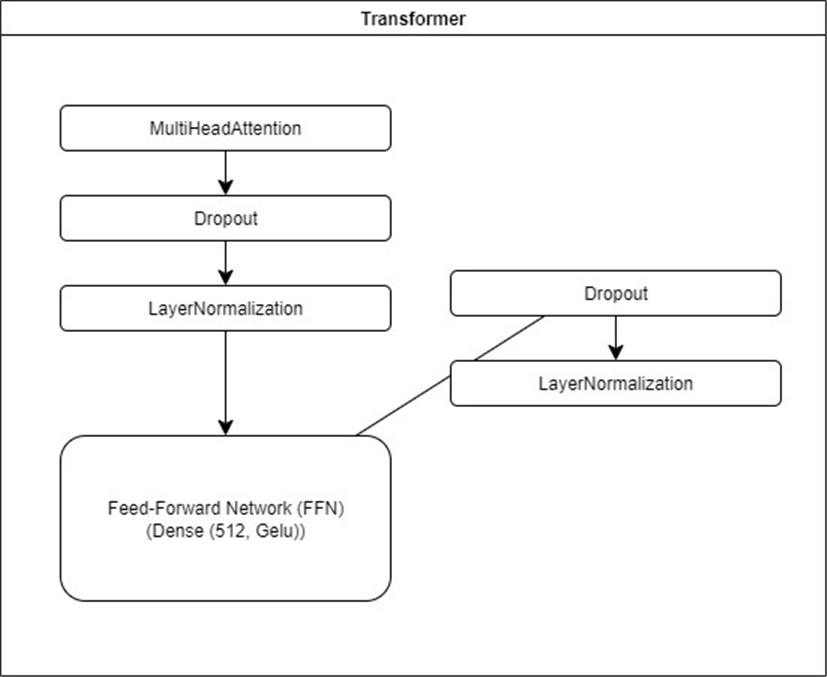 Transformer
MultiHeadAttention
Dropout
LayerNormalization
Feed-Forward Network (FFN)
(Dense (512, Gelu))
Dropout
LayerNormalization